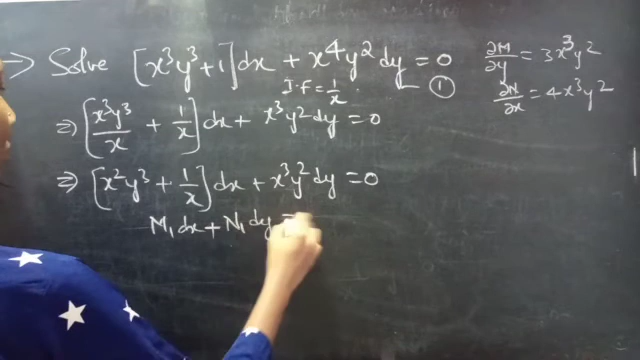 ⇒ Solve [x³y³+1]dx + x⁴y²dy = 0 — ①
I.f = 1/x.
∂M/∂y = 3x³y²
∂N/∂x = 4x³y²
⇒ [x³y³/x + 1/x]dx + x³y²dy = 0
⇒ [x²y³ + 1/x]dx + x³y²dy = 0
M₁dx + N₁dy =